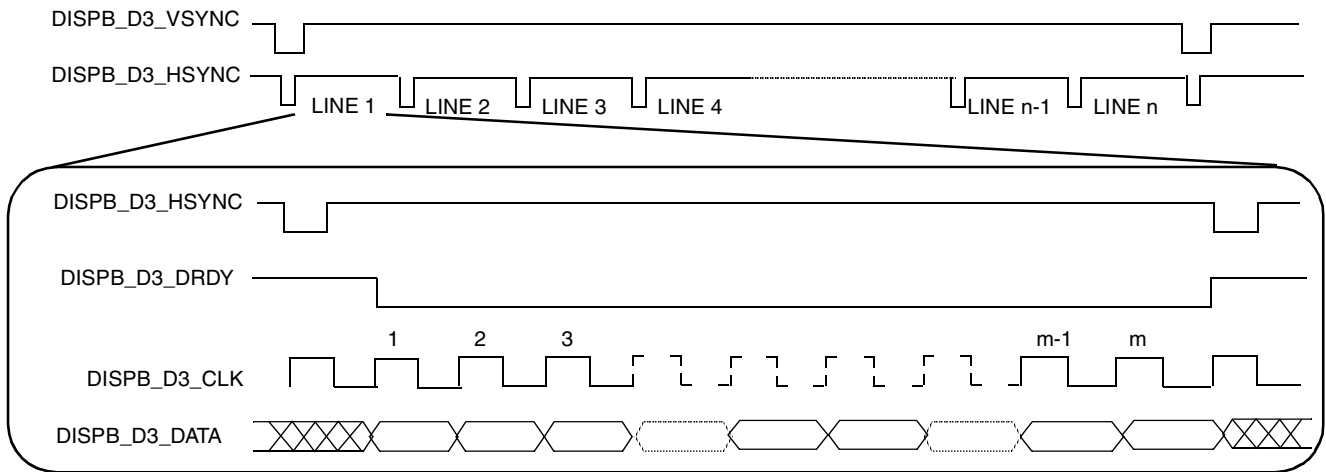 DISPB_D3_VSYNC
DISPB_D3_HSYNC
LINE 1 LINE 2 LINE 3 LINE 4 LINE n-1 LINE n
DISPB_D3_HSYNC
DISPB_D3_DRDY
1 2 3 m-1 m
DISPB_D3_CLK
DISPB_D3_DATA